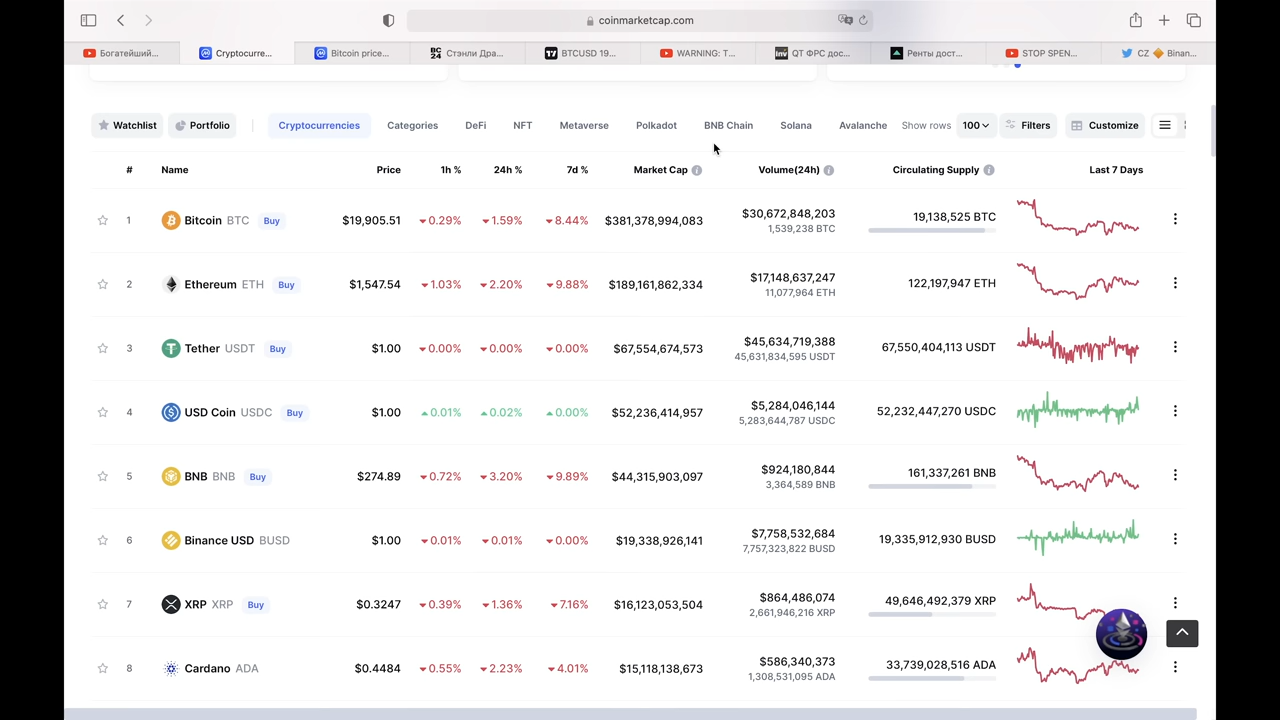 coinmarketcap.com
Богатейший...
Cryptocurre...
Bitcoin price...
Стэнли Дра...
BTCUSD 19...
WARNING: T...
QT ФРС дос...
Ренты дост...
STOP SPEN...
CZ 🔶 Binan...
Watchlist Portfolio Cryptocurrencies Categories DeFi NFT Metaverse Polkadot BNB Chain Solana Avalanche Show rows 100 Filters Customize
# Name Price 1h % 24h % 7d % Market Cap Volume(24h) Circulating Supply Last 7 Days
1 Bitcoin BTC Buy $19,905.51 0.29% 1.59% 8.44% $381,378,994,083 $30,672,848,203 19,138,525 BTC
1,539,238 BTC
2 Ethereum ETH Buy $1,547.54 1.03% 2.20% 9.88% $189,161,862,334 $17,148,637,247 122,197,947 ETH
11,077,964 ETH
3 Tether USDT Buy $1.00 0.00% 0.00% 0.00% $67,554,674,573 $45,634,719,388 67,550,404,113 USDT
45,631,834,595 USDT
4 USD Coin USDC Buy $1.00 0.01% 0.02% 0.00% $52,236,414,957 $5,284,046,144 52,232,447,270 USDC
5,283,644,787 USDC
5 BNB BNB Buy $274.89 0.72% 3.20% 9.89% $44,315,903,097 $924,180,844 161,337,261 BNB
3,364,589 BNB
6 Binance USD BUSD $1.00 0.01% 0.01% 0.00% $19,338,926,141 $7,758,532,684 19,335,912,930 BUSD
7,757,323,822 BUSD
7 XRP XRP Buy $0.3247 0.39% 1.36% 7.16% $16,123,053,504 $864,486,074 49,646,492,379 XRP
2,661,946,216 XRP
8 Cardano ADA $0.4484 0.55% 2.23% 4.01% $15,118,138,673 $586,340,373 33,739,028,516 ADA
1,308,531,095 ADA